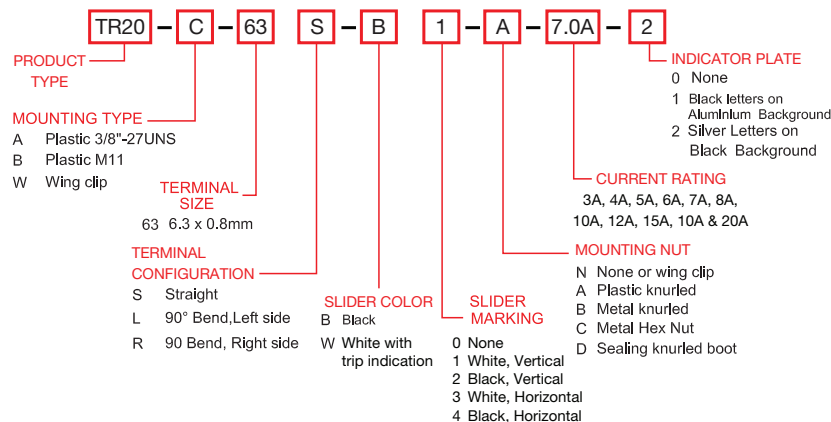 TR20 – C – 63 S – B 1 – A – 7.0A – 2
PRODUCT
TYPE
MOUNTING TYPE
A Plastic 3/8"-27UNS
B Plastic M11
W Wing clip
TERMINAL
SIZE
63 6.3 x 0.8mm
TERMINAL
CONFIGURATION
S Straight
L 90° Bend,Left side
R 90 Bend, Right side
SLIDER COLOR
B Black
W White with
trip indication
SLIDER
MARKING
0 None
1 White, Vertical
2 Black, Vertical
3 White, Horizontal
4 Black, Horizontal
MOUNTING NUT
N None or wing clip
A Plastic knurled
B Metal knurled
C Metal Hex Nut
D Sealing knurled boot
CURRENT RATING
3A, 4A, 5A, 6A, 7A, 8A,
10A, 12A, 15A, 10A & 20A
INDICATOR PLATE
0 None
1 Black letters on
AlumInIum Background
2 Silver Letters on
Black Background